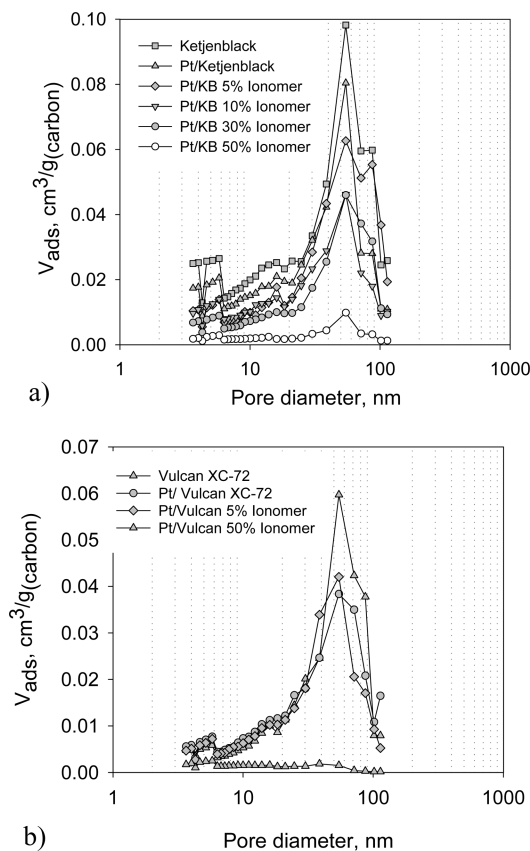 a)
V_ads, cm³/g(carbon)
0.10
0.08
0.06
0.04
0.02
0.00
Ketjenblack
Pt/Ketjenblack
Pt/KB 5% Ionomer
Pt/KB 10% Ionomer
Pt/KB 30% Ionomer
Pt/KB 50% Ionomer
1 10 100 1000
Pore diameter, nm
b)
V_ads, cm³/g(carbon)
0.07
0.06
0.05
0.04
0.03
0.02
0.01
0.00
Vulcan XC-72
Pt/ Vulcan XC-72
Pt/Vulcan 5% Ionomer
Pt/Vulcan 50% Ionomer
1 10 100 1000
Pore diameter, nm